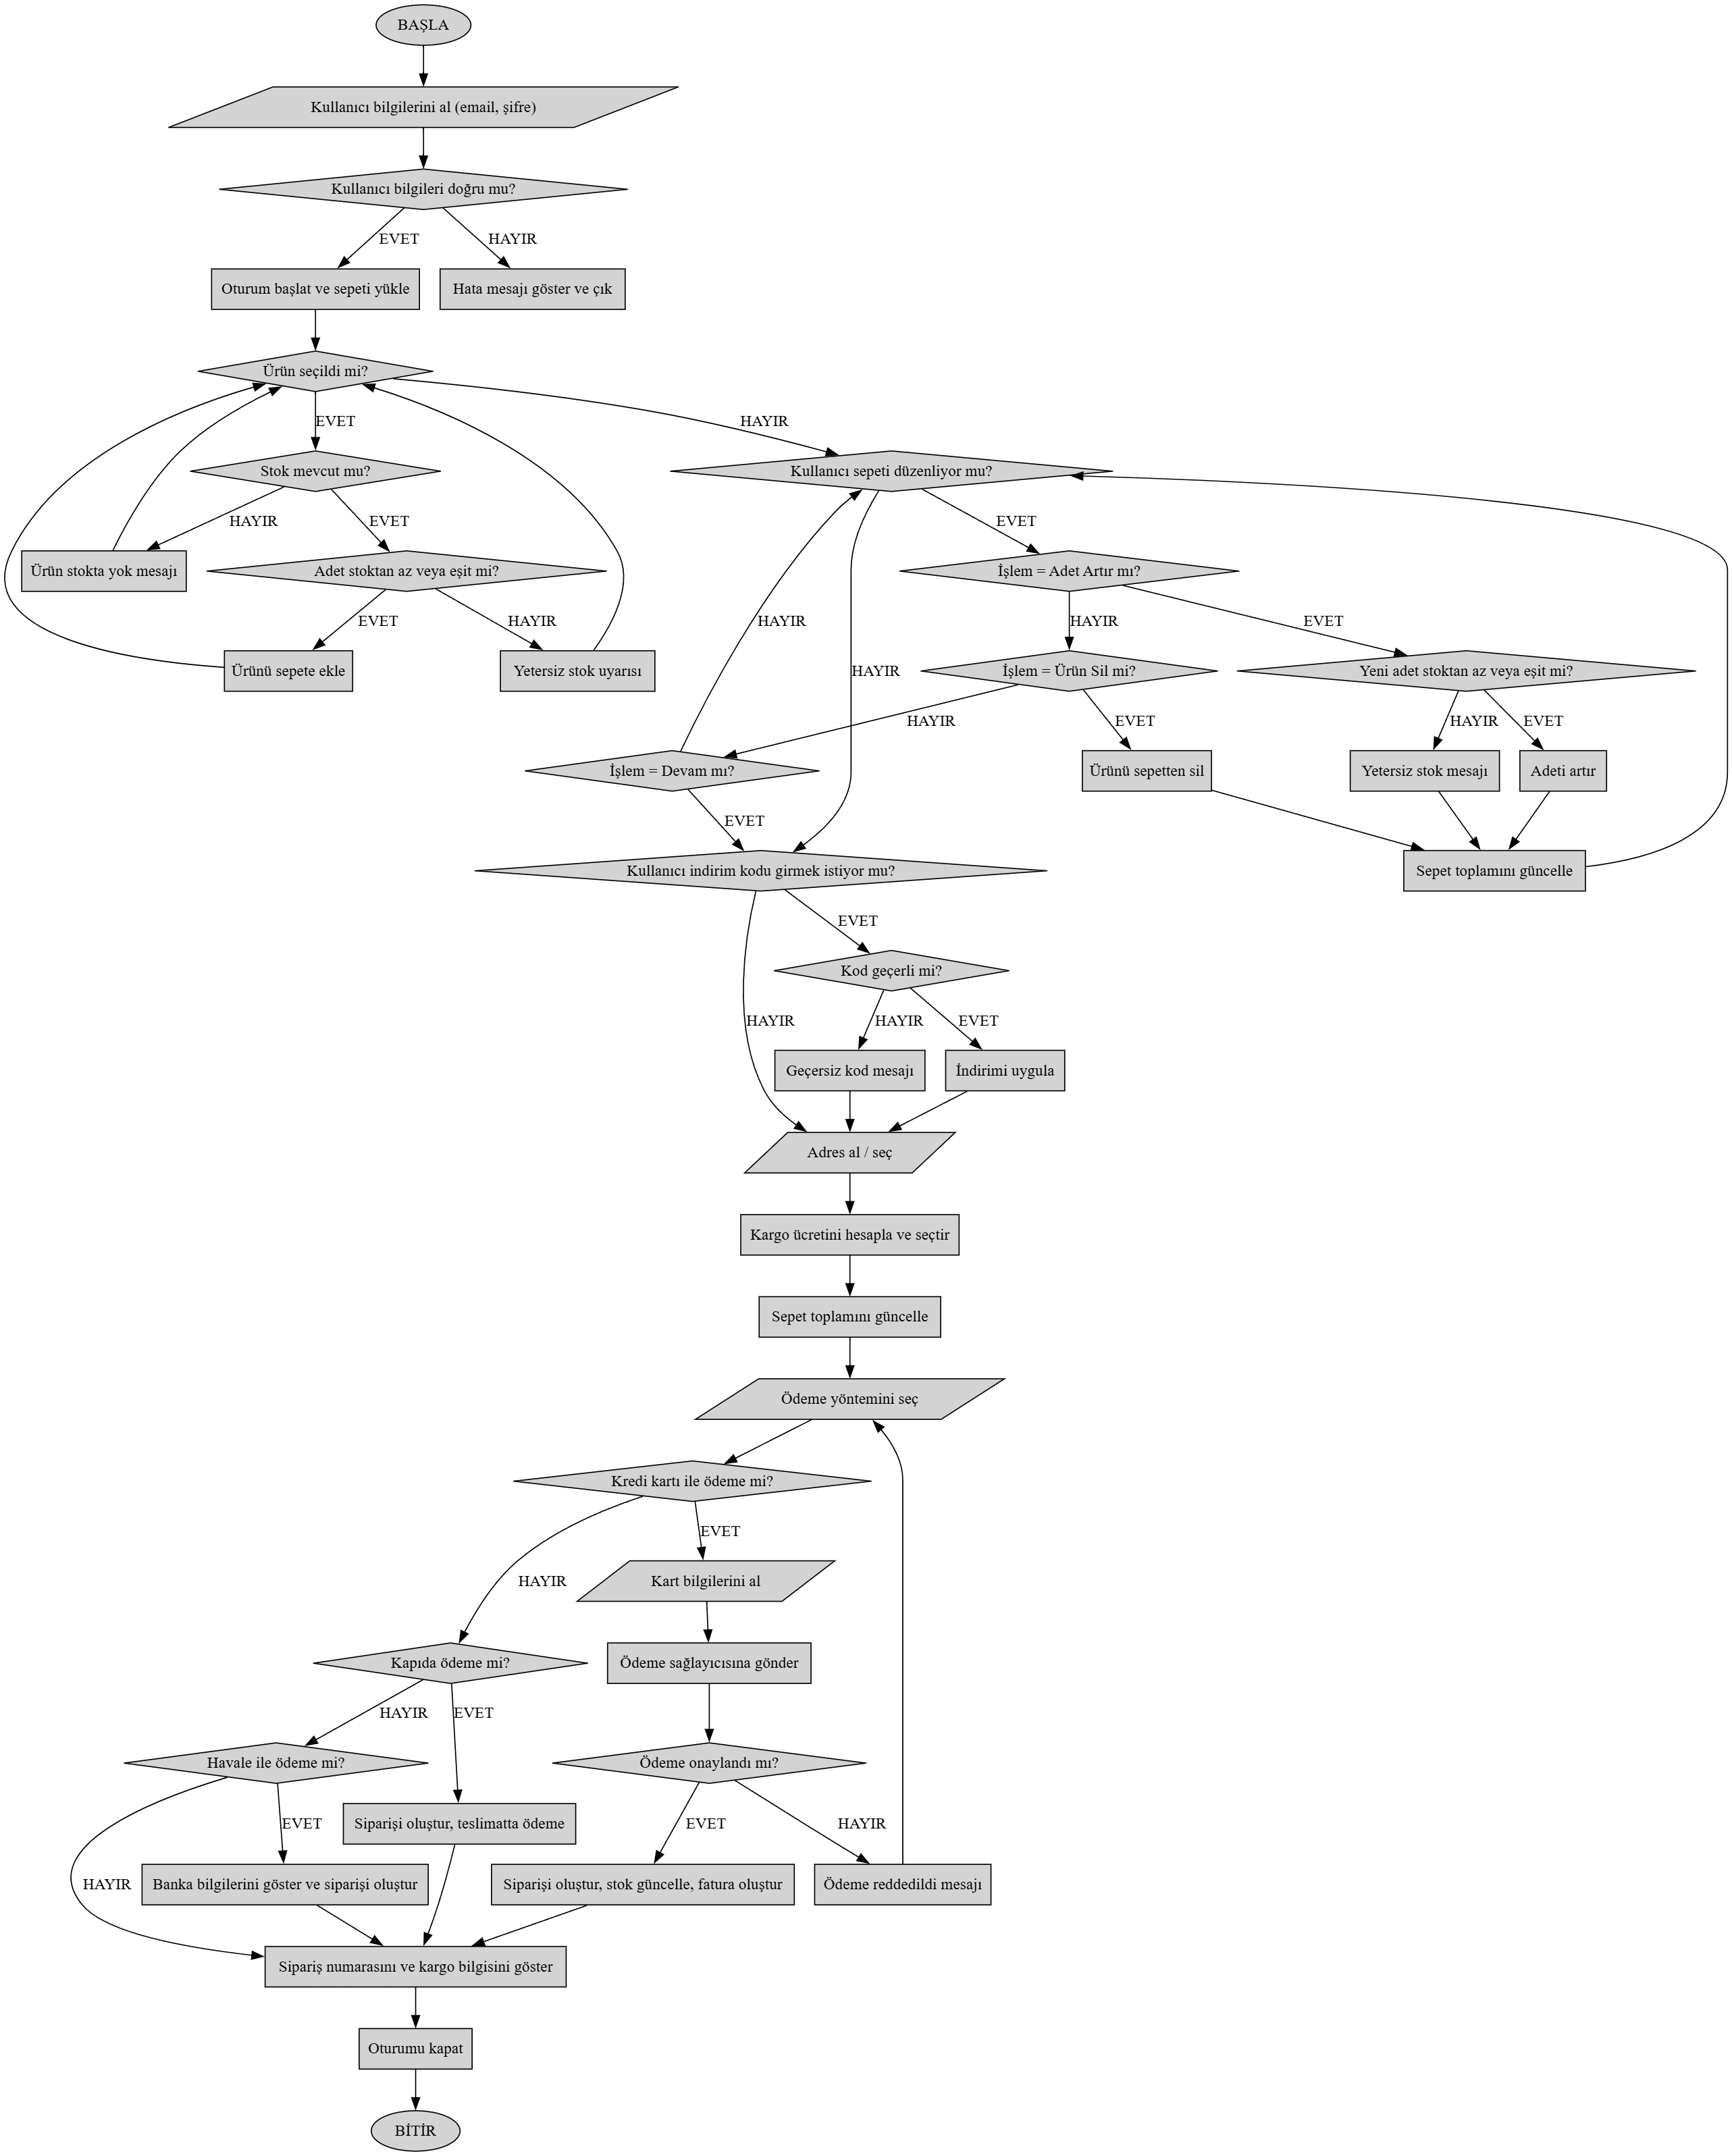 BAŞLA
Kullanıcı bilgilerini al (email, şifre)
Kullanıcı bilgileri doğru mu?
EVET
HAYIR
Oturum başlat ve sepeti yükle
Hata mesajı göster ve çık
Ürün seçildi mi?
EVET
HAYIR
Stok mevcut mu?
Kullanıcı sepeti düzenliyor mu?
HAYIR
EVET
EVET
Ürün stokta yok mesajı
Adet stoktan az veya eşit mi?
İşlem = Adet Artır mı?
EVET
HAYIR
HAYIR
HAYIR
HAYIR
EVET
Ürünü sepete ekle
Yetersiz stok uyarısı
İşlem = Ürün Sil mi?
Yeni adet stoktan az veya eşit mi?
HAYIR
EVET
HAYIR
EVET
İşlem = Devam mı?
Ürünü sepetten sil
Yetersiz stok mesajı
Adeti artır
EVET
Kullanıcı indirim kodu girmek istiyor mu?
Sepet toplamını güncelle
EVET
Kod geçerli mi?
HAYIR
HAYIR
EVET
Geçersiz kod mesajı
İndirimi uygula
Adres al / seç
Kargo ücretini hesapla ve seçtir
Sepet toplamını güncelle
Ödeme yöntemini seç
Kredi kartı ile ödeme mi?
EVET
HAYIR
Kart bilgilerini al
Kapıda ödeme mi?
Ödeme sağlayıcısına gönder
HAYIR
EVET
Havale ile ödeme mi?
Ödeme onaylandı mı?
EVET
Siparişi oluştur, teslimatta ödeme
EVET
HAYIR
HAYIR
Banka bilgilerini göster ve siparişi oluştur
Siparişi oluştur, stok güncelle, fatura oluştur
Ödeme reddedildi mesajı
Sipariş numarasını ve kargo bilgisini göster
Oturumu kapat
BİTİR